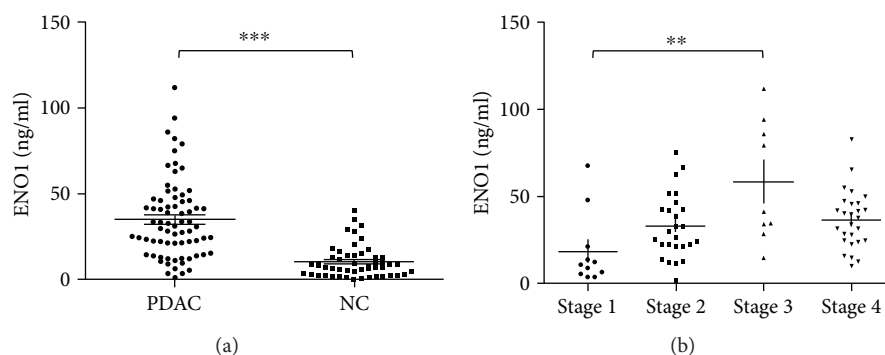 150
100
50
0
ENO1 (ng/ml)
***
PDAC
NC
(a)
150
100
50
0
ENO1 (ng/ml)
**
Stage 1
Stage 2
Stage 3
Stage 4
(b)